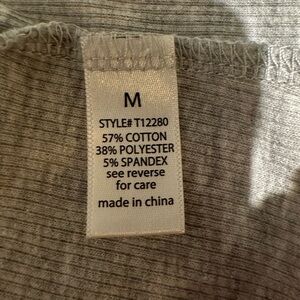 M
STYLE# T12280
57% COTTON
38% POLYESTER
5% SPANDEX
see reverse
for care
made in china